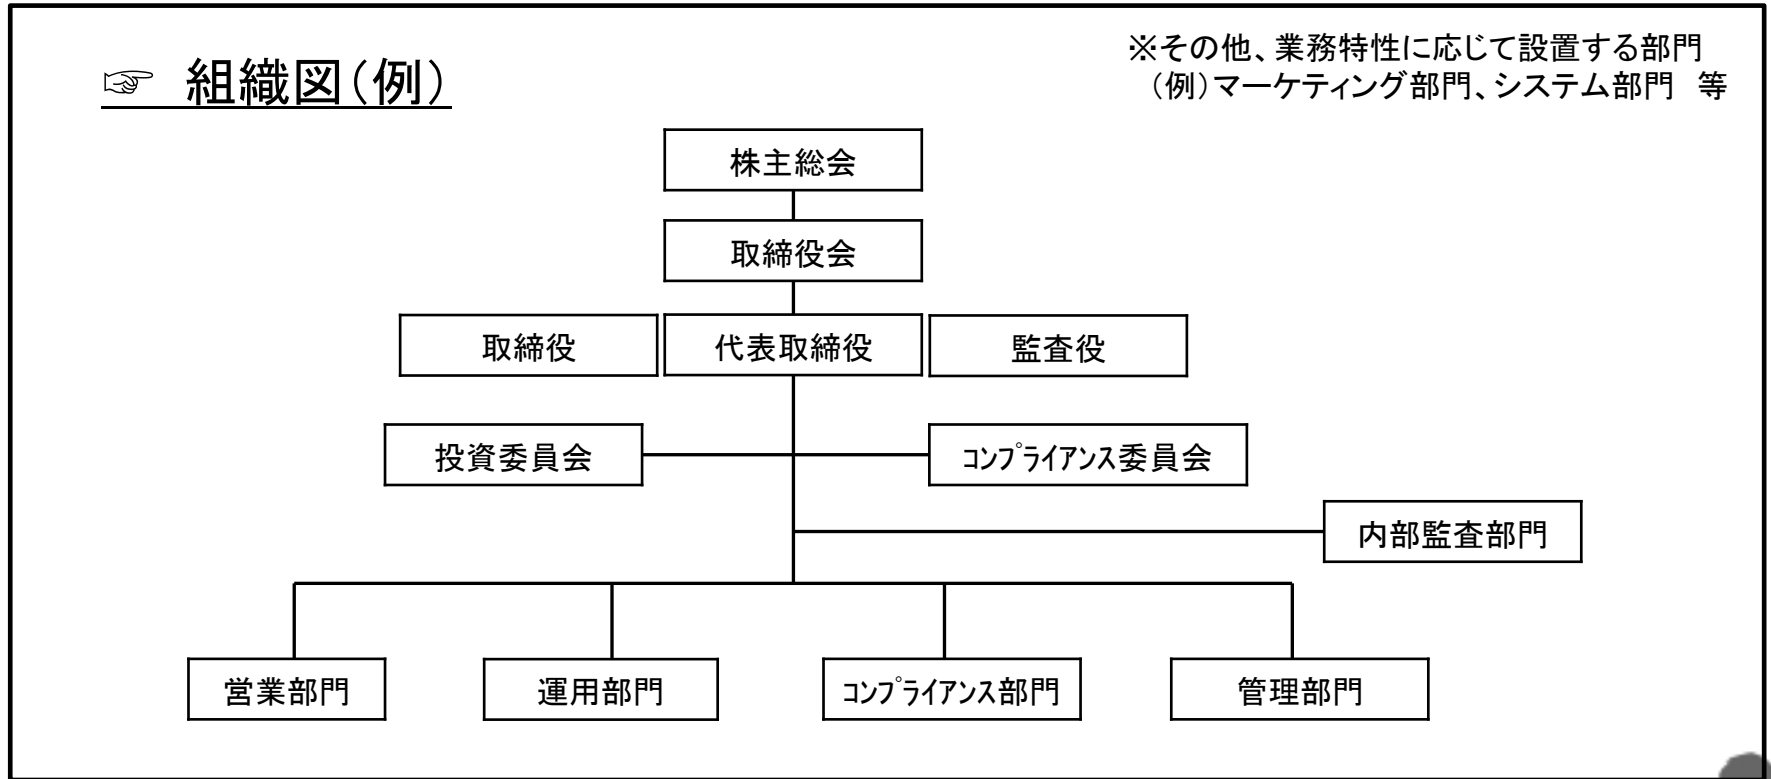 ☞ 組織図(例)
※その他、業務特性に応じて設置する部門
(例)マーケティング部門、システム部門 等
株主総会
取締役会
取締役
代表取締役
監査役
投資委員会
コンプライアンス委員会
内部監査部門
営業部門
運用部門
コンプライアンス部門
管理部門